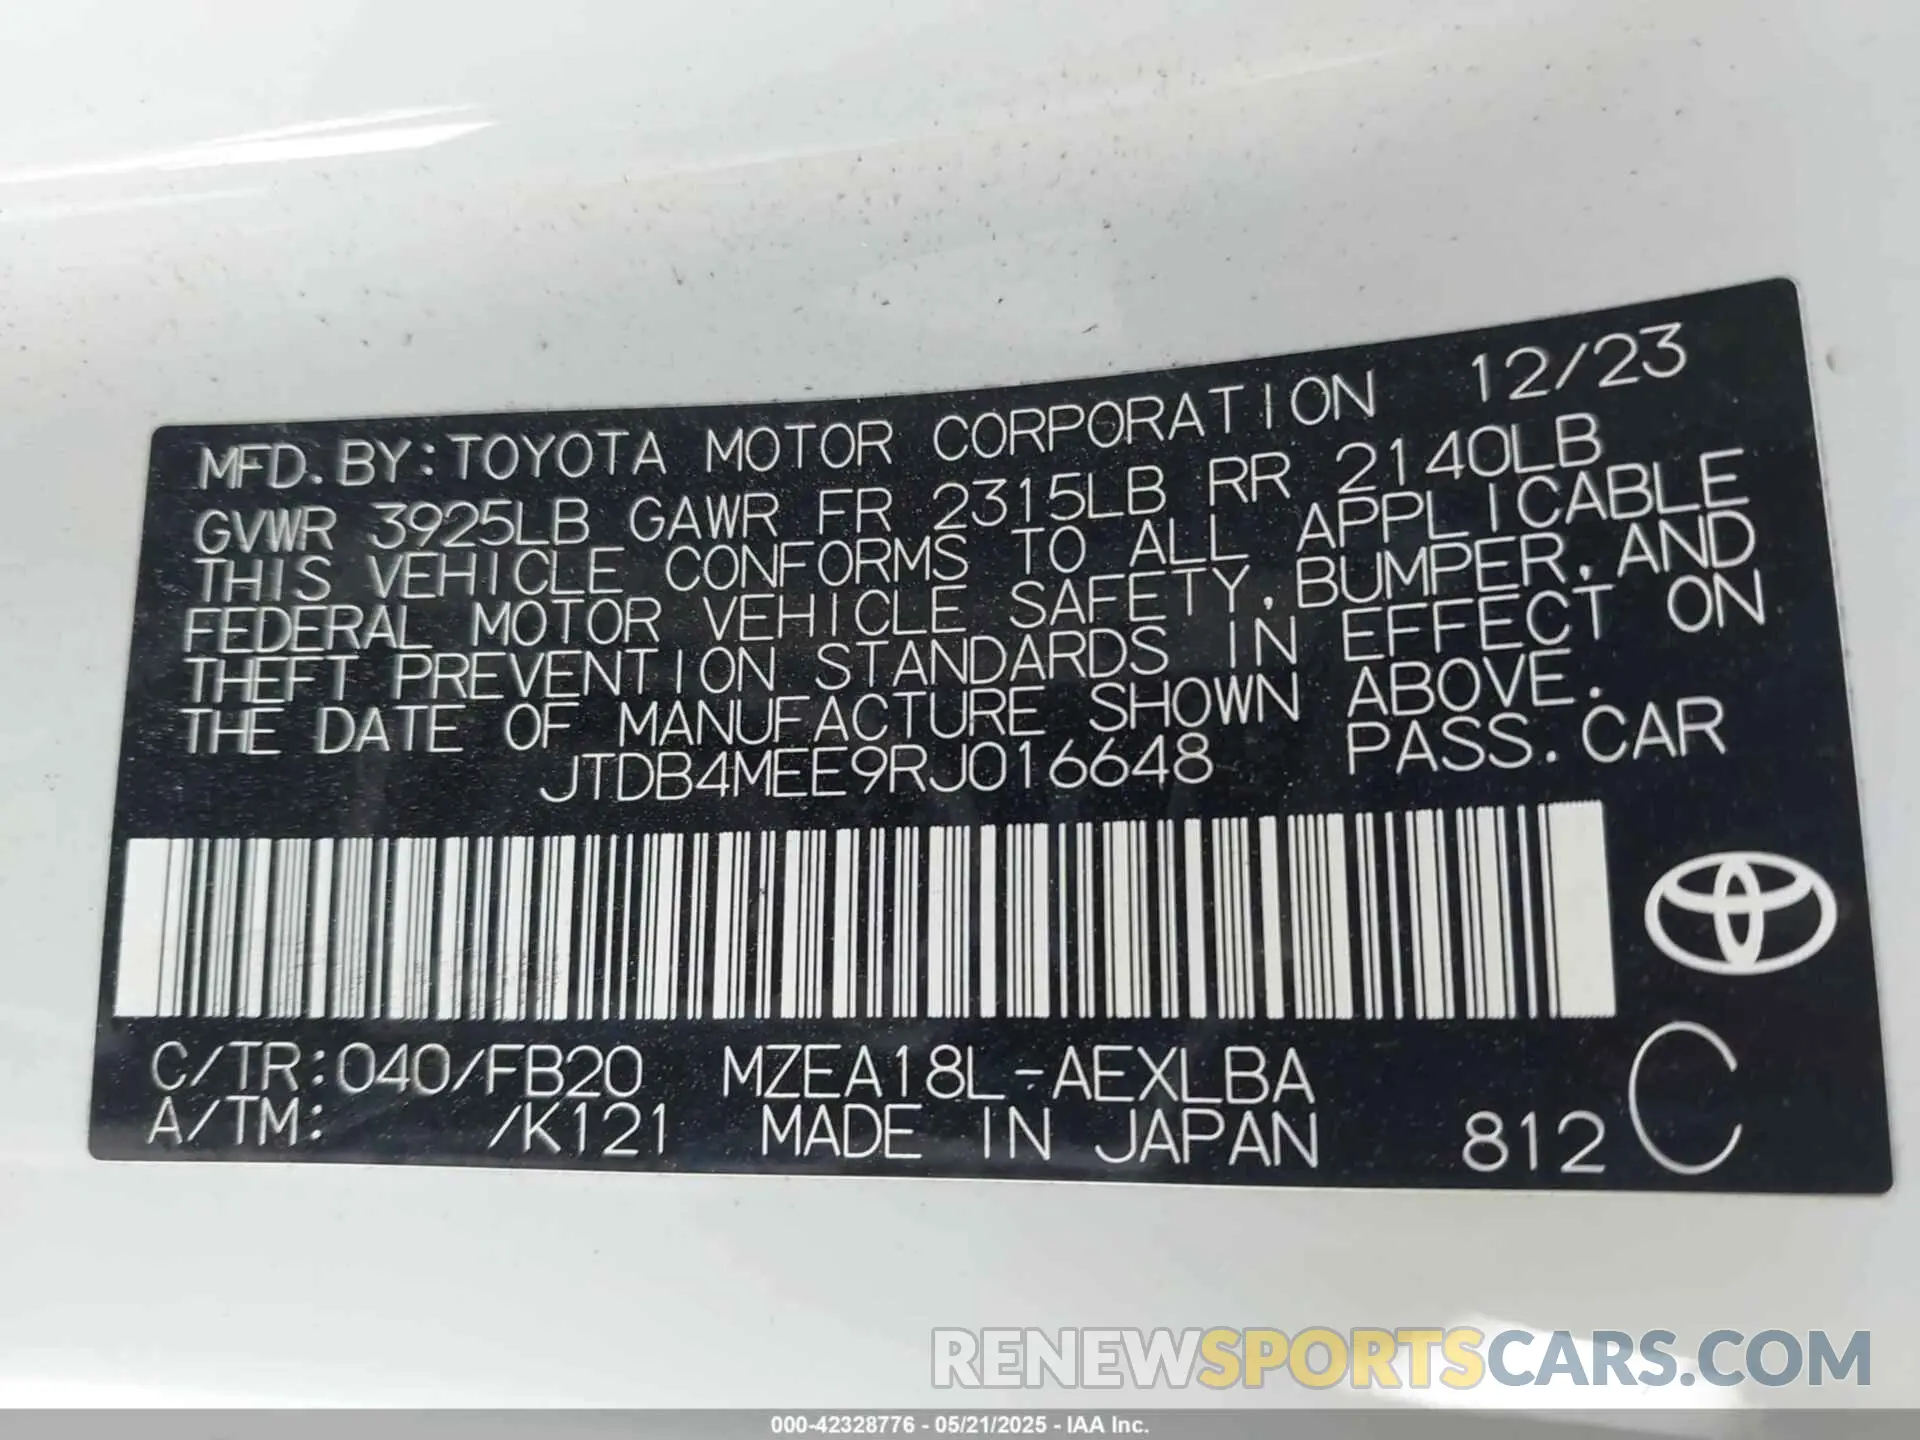 MFD. BY: TOYOTA MOTOR CORPORATION 12/23
GVWR 3925LB GAWR FR 2315LB RR 2140LB
THIS VEHICLE CONFORMS TO ALL APPLICABLE
FEDERAL MOTOR VEHICLE SAFETY, BUMPER, AND
THEFT PREVENTION STANDARDS IN EFFECT ON
THE DATE OF MANUFACTURE SHOWN ABOVE.
JTDB4MEE9RJ016648 PASS. CAR
C/TR: 040/FB20 MZEA18L-AEXLBA
A/TM: /K121 MADE IN JAPAN 812 C
RENEWSPORTSCARS.COM
000-42328776 - 05/21/2025 - IAA Inc.